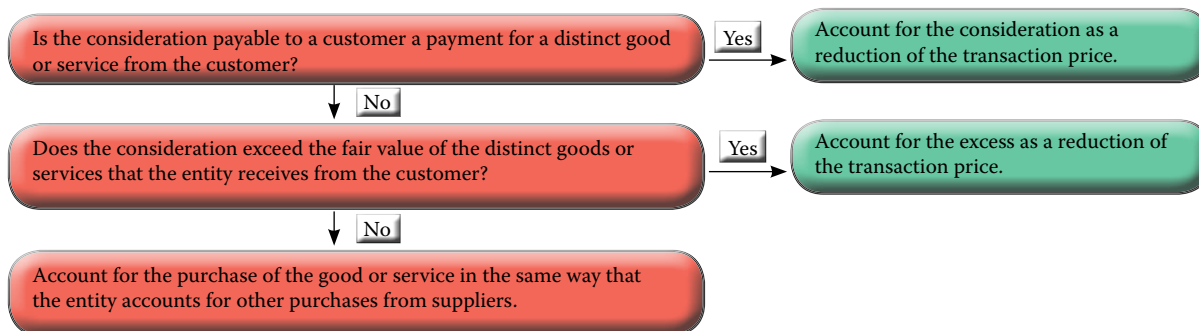 Is the consideration payable to a customer a payment for a distinct good
or service from the customer?
Yes
Account for the consideration as a
reduction of the transaction price.
No
Does the consideration exceed the fair value of the distinct goods or
services that the entity receives from the customer?
Yes
Account for the excess as a reduction of
the transaction price.
No
Account for the purchase of the good or service in the same way that
the entity accounts for other purchases from suppliers.